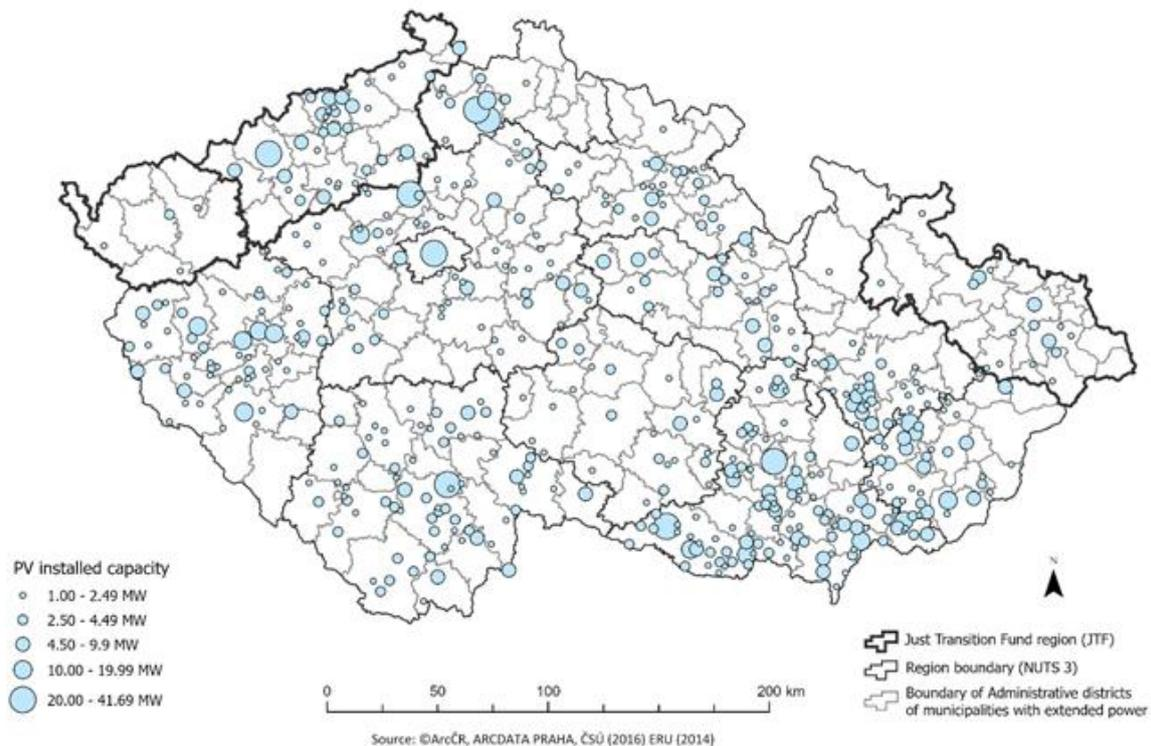 PV installed capacity
1.00 - 2.49 MW
2.50 - 4.49 MW
4.50 - 9.9 MW
10.00 - 19.99 MW
20.00 - 41.69 MW
0 50 100 200 km
N
Just Transition Fund region (JTF)
Region boundary (NUTS 3)
Boundary of Administrative districts
of municipalities with extended power
Source: ©ArcČR, ARCDATA PRAHA, ČSÚ (2016) ERU (2014)